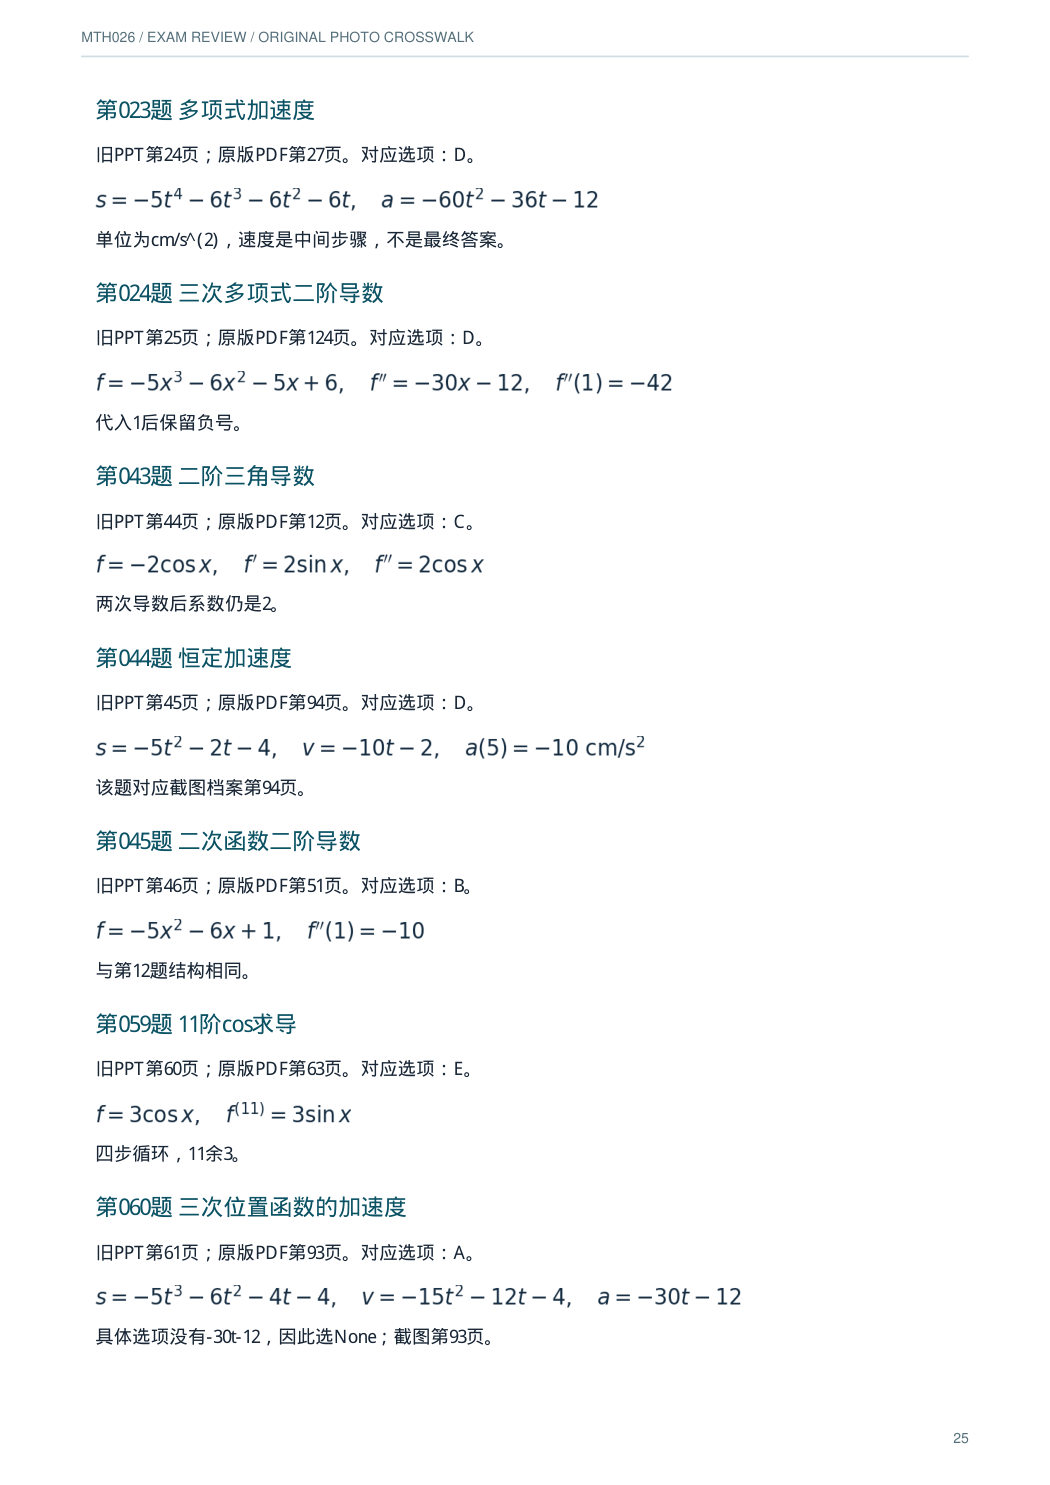 MTH026 / EXAM REVIEW / ORIGINAL PHOTO CROSSWALK
第023题 多项式加速度
旧PPT第24页；原版PDF第27页。对应选项：D。
s = −5t⁴ − 6t³ − 6t² − 6t, a = −60t² − 36t − 12
单位为cm/s^(2)，速度是中间步骤，不是最终答案。
第024题 三次多项式二阶导数
旧PPT第25页；原版PDF第124页。对应选项：D。
f = −5x³ − 6x² − 5x + 6, f″ = −30x − 12, f″(1) = −42
代入1后保留负号。
第043题 二阶三角导数
旧PPT第44页；原版PDF第12页。对应选项：C。
f = −2cos x, f′ = 2sin x, f″ = 2cos x
两次导数后系数仍是2。
第044题 恒定加速度
旧PPT第45页；原版PDF第94页。对应选项：D。
s = −5t² − 2t − 4, v = −10t − 2, a(5) = −10 cm/s²
该题对应截图档案第94页。
第045题 二次函数二阶导数
旧PPT第46页；原版PDF第51页。对应选项：B。
f = −5x² − 6x + 1, f″(1) = −10
与第12题结构相同。
第059题 11阶cos求导
旧PPT第60页；原版PDF第63页。对应选项：E。
f = 3cos x, f⁽¹¹⁾ = 3sin x
四步循环，11余3。
第060题 三次位置函数的加速度
旧PPT第61页；原版PDF第93页。对应选项：A。
s = −5t³ − 6t² − 4t − 4, v = −15t² − 12t − 4, a = −30t − 12
具体选项没有-30t-12，因此选None；截图第93页。
25